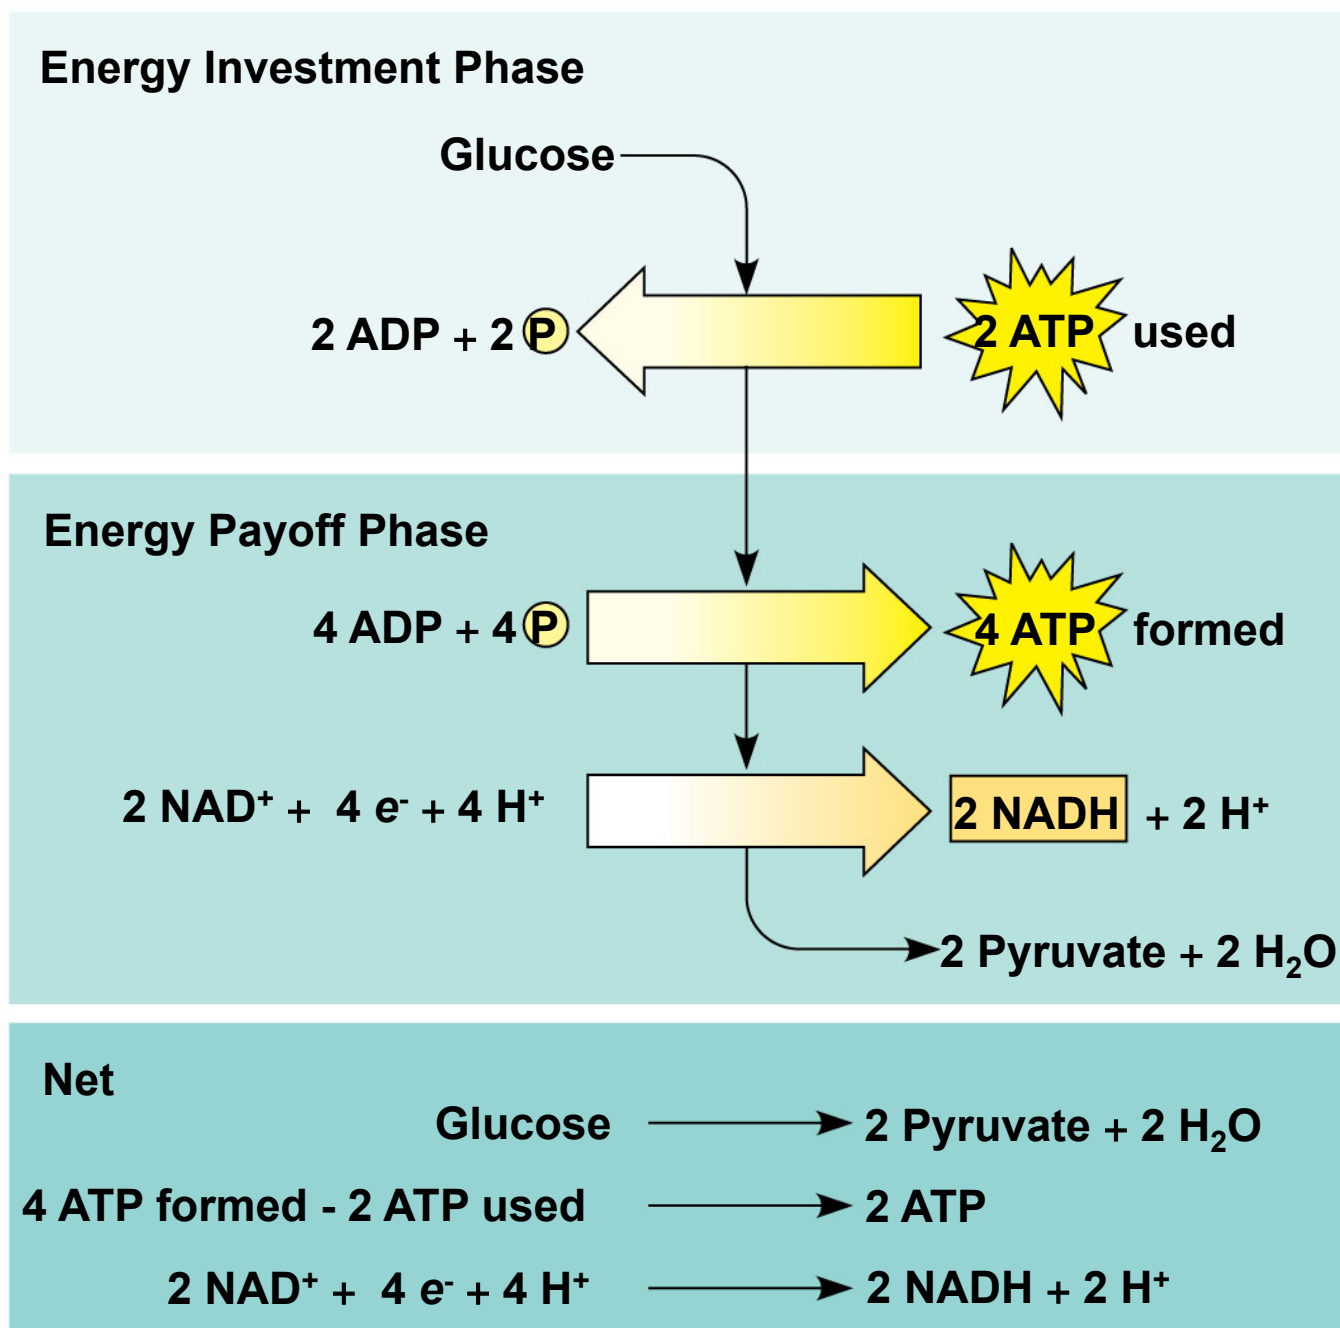 Energy Investment Phase
Glucose
2 ADP + 2 P 2 ATP used
Energy Payoff Phase
4 ADP + 4 P 4 ATP formed
2 NAD⁺ + 4 e⁻ + 4 H⁺ 2 NADH + 2 H⁺
2 Pyruvate + 2 H₂O
Net
Glucose 2 Pyruvate + 2 H₂O
4 ATP formed - 2 ATP used 2 ATP
2 NAD⁺ + 4 e⁻ + 4 H⁺ 2 NADH + 2 H⁺